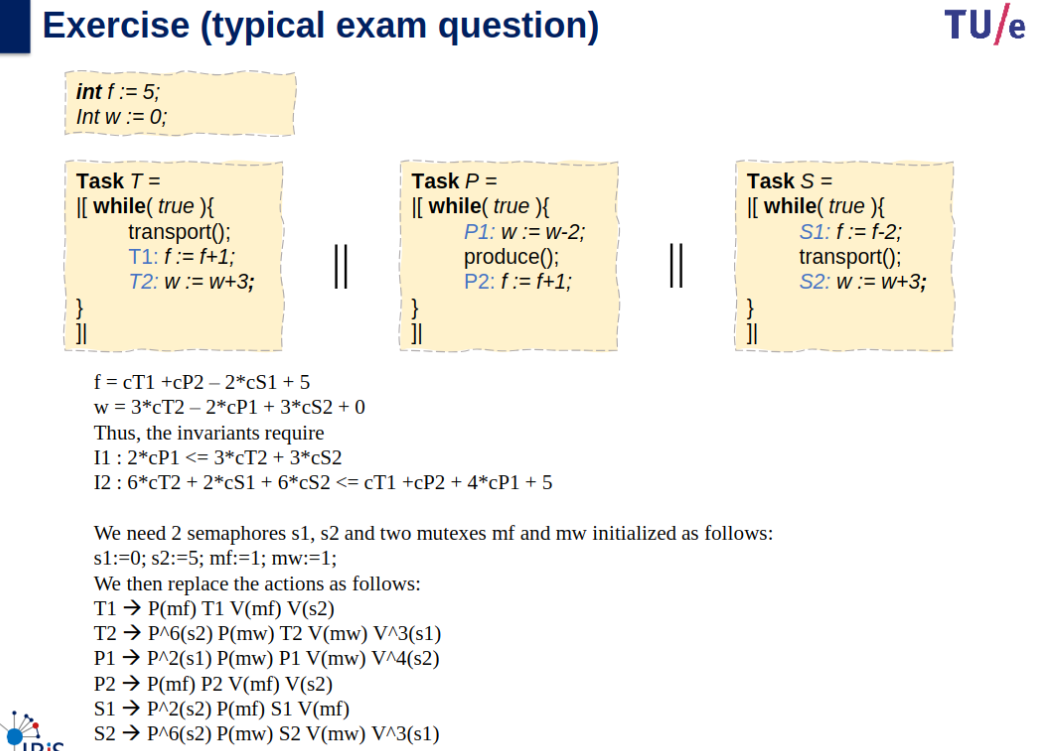 Exercise (typical exam question)
TU/e
int f := 5;
Int w := 0;
Task T =
|[ while( true ){
transport();
T1: f := f+1;
T2: w := w+3;
}
]|
||
Task P =
|[ while( true ){
P1: w := w-2;
produce();
P2: f := f+1;
}
]|
||
Task S =
|[ while( true ){
S1: f := f-2;
transport();
S2: w := w+3;
}
]|
f = cT1 +cP2 – 2*cS1 + 5
w = 3*cT2 – 2*cP1 + 3*cS2 + 0
Thus, the invariants require
I1 : 2*cP1 <= 3*cT2 + 3*cS2
I2 : 6*cT2 + 2*cS1 + 6*cS2 <= cT1 +cP2 + 4*cP1 + 5
We need 2 semaphores s1, s2 and two mutexes mf and mw initialized as follows:
s1:=0; s2:=5; mf:=1; mw:=1;
We then replace the actions as follows:
T1 → P(mf) T1 V(mf) V(s2)
T2 → P^6(s2) P(mw) T2 V(mw) V^3(s1)
P1 → P^2(s1) P(mw) P1 V(mw) V^4(s2)
P2 → P(mf) P2 V(mf) V(s2)
S1 → P^2(s2) P(mf) S1 V(mf)
S2 → P^6(s2) P(mw) S2 V(mw) V^3(s1)